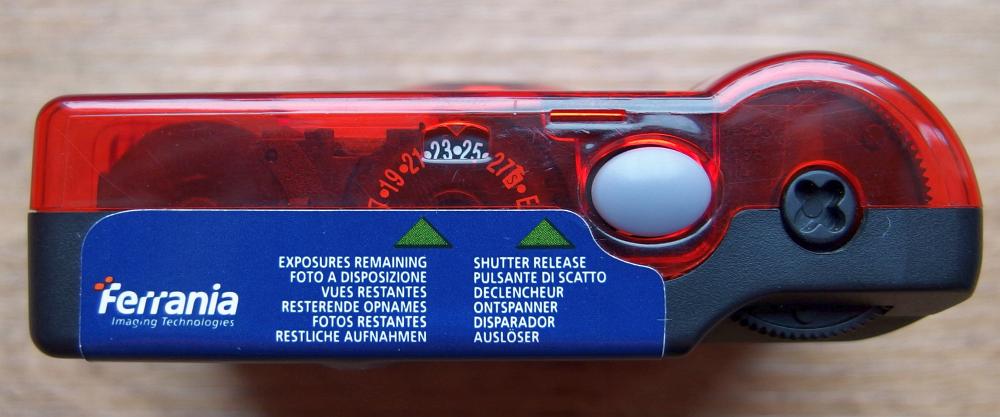 19•21•23•25•27
Ferrania
Imaging Technologies
EXPOSURES REMAINING
FOTO A DISPOSIZIONE
VUES RESTANTES
RESTERENDE OPNAMES
FOTOS RESTANTES
RESTLICHE AUFNAHMEN
SHUTTER RELEASE
PULSANTE DI SCATTO
DECLENCHEUR
ONTSPANNER
DISPARADOR
AUSLÖSER